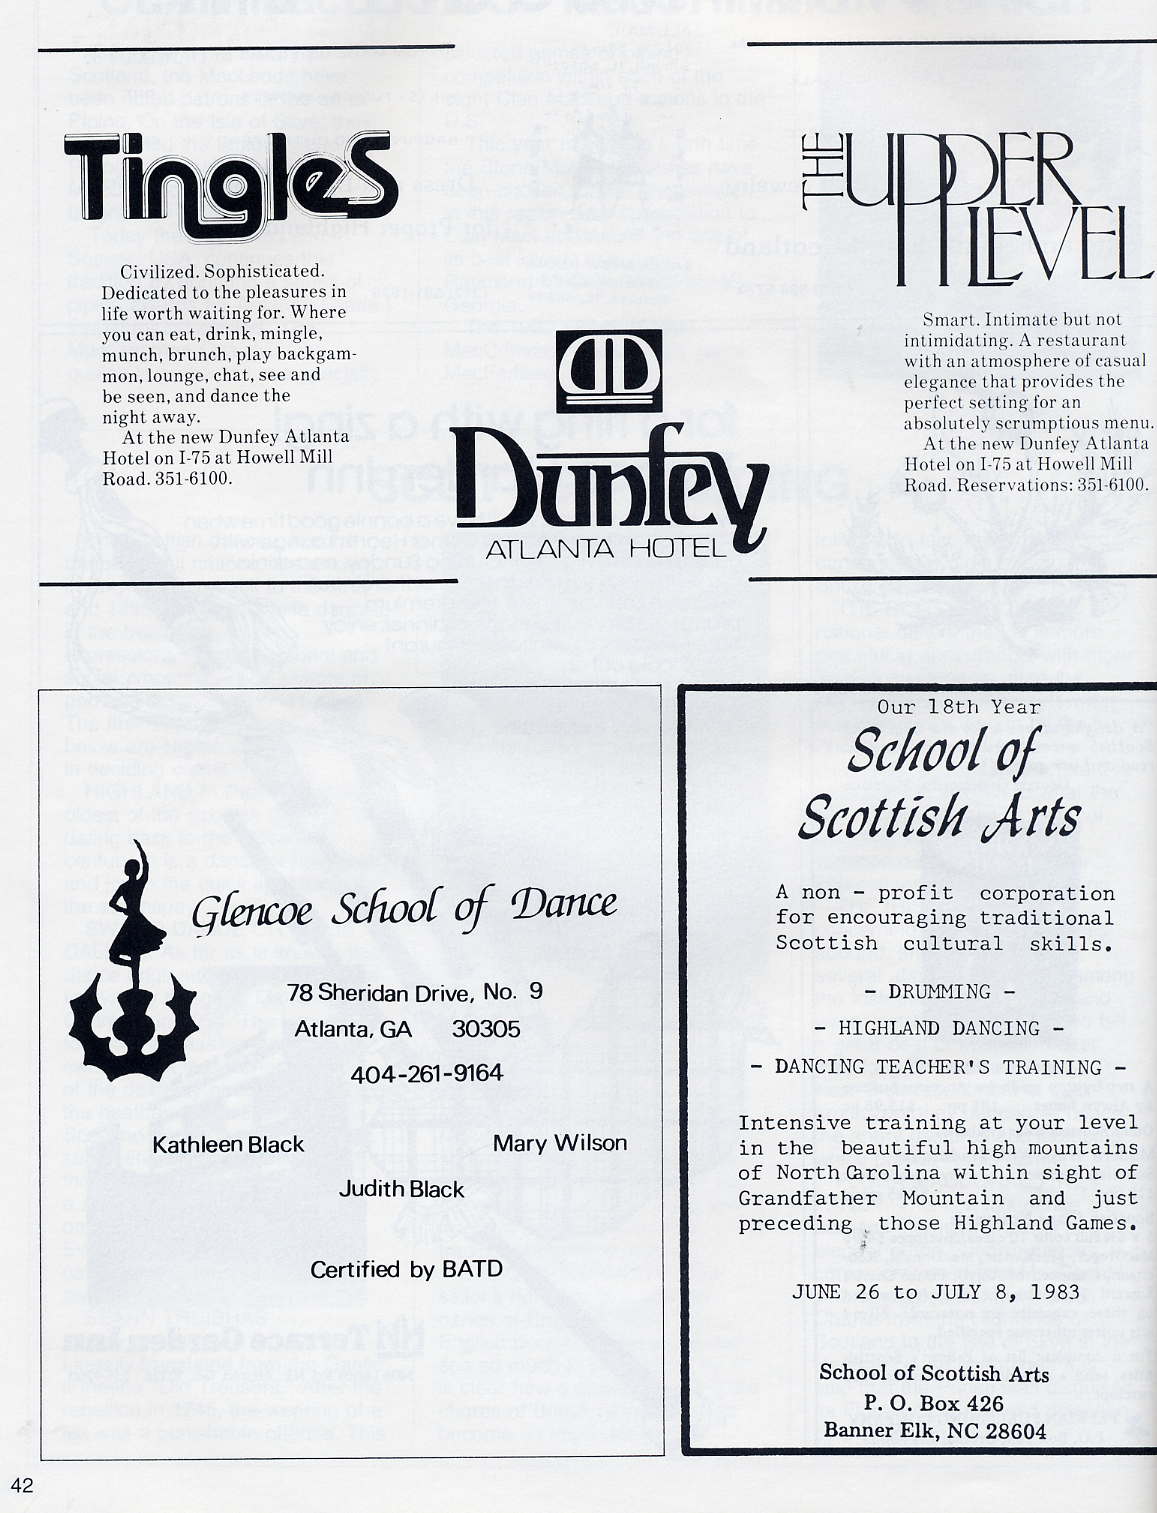 Tingles
Civilized. Sophisticated.
Dedicated to the pleasures in
life worth waiting for. Where
you can eat, drink, mingle,
munch, brunch, play backgam-
mon, lounge, chat, see and
be seen, and dance the
night away.
At the new Dunfey Atlanta
Hotel on I-75 at Howell Mill
Road. 351-6100.
Dunfey
ATLANTA HOTEL
THE UPPER
LEVEL
Smart. Intimate but not
intimidating. A restaurant
with an atmosphere of casual
elegance that provides the
perfect setting for an
absolutely scrumptious menu.
At the new Dunfey Atlanta
Hotel on I-75 at Howell Mill
Road. Reservations: 351-6100.
Glencoe School of Dance
78 Sheridan Drive, No. 9
Atlanta, GA 30305
404-261-9164
Kathleen Black Mary Wilson
Judith Black
Certified by BATD
Our 18th Year
School of
Scottish Arts
A non - profit corporation
for encouraging traditional
Scottish cultural skills.
- DRUMMING -
- HIGHLAND DANCING -
- DANCING TEACHER'S TRAINING -
Intensive training at your level
in the beautiful high mountains
of North Carolina within sight of
Grandfather Mountain and just
preceding those Highland Games.
JUNE 26 to JULY 8, 1983
School of Scottish Arts
P. O. Box 426
Banner Elk, NC 28604
42